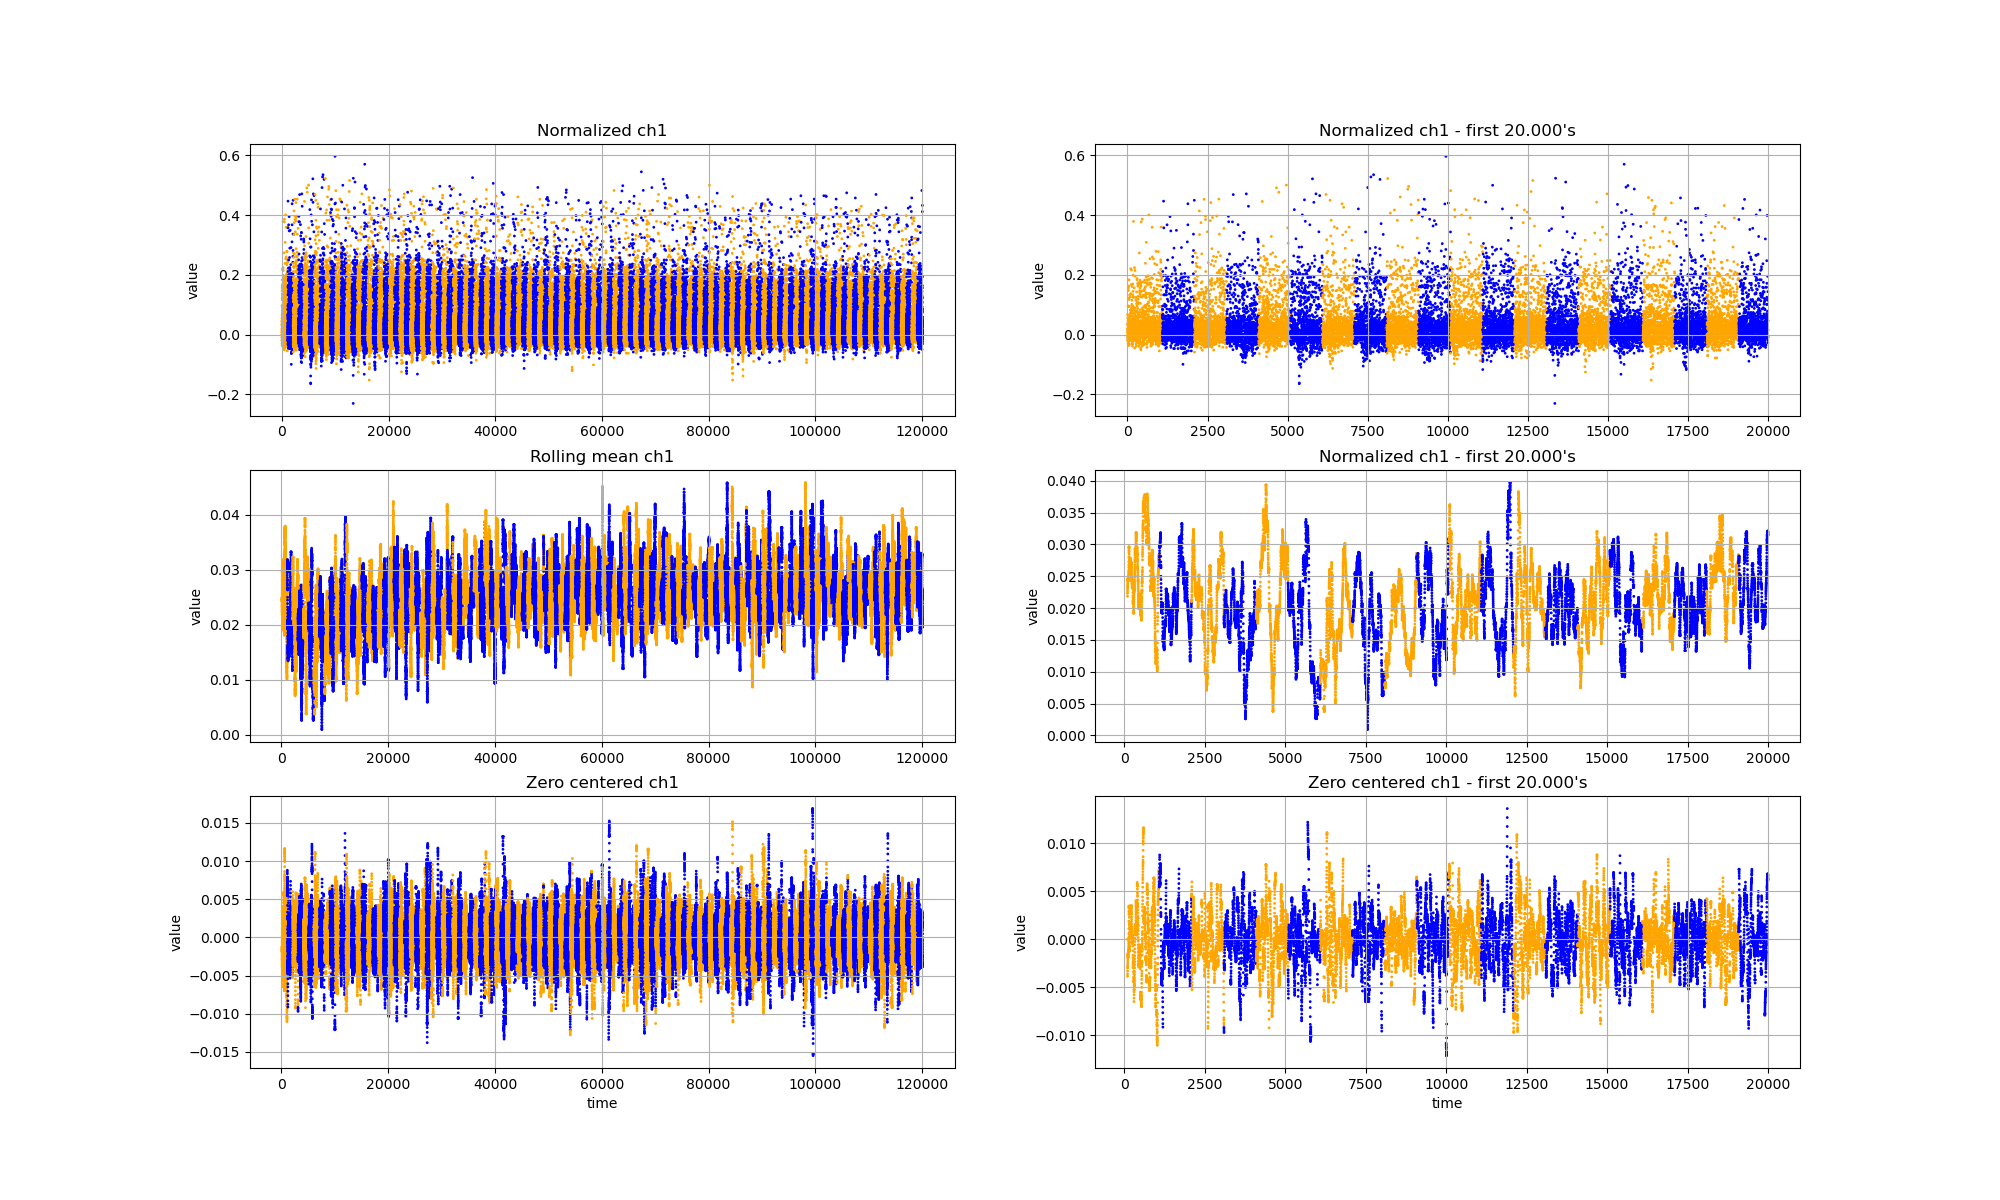 Normalized ch1
0.6
0.4
0.2
0.0
−0.2
value
0 20000 40000 60000 80000 100000 120000
Normalized ch1 - first 20.000's
0.6
0.4
0.2
0.0
−0.2
value
0 2500 5000 7500 10000 12500 15000 17500 20000
Rolling mean ch1
0.04
0.03
0.02
0.01
0.00
value
0 20000 40000 60000 80000 100000 120000
Normalized ch1 - first 20.000's
0.040
0.035
0.030
0.025
0.020
0.015
0.010
0.005
0.000
value
0 2500 5000 7500 10000 12500 15000 17500 20000
Zero centered ch1
0.015
0.010
0.005
0.000
−0.005
−0.010
−0.015
value
0 20000 40000 60000 80000 100000 120000
time
Zero centered ch1 - first 20.000's
0.010
0.005
0.000
−0.005
−0.010
value
0 2500 5000 7500 10000 12500 15000 17500 20000
time